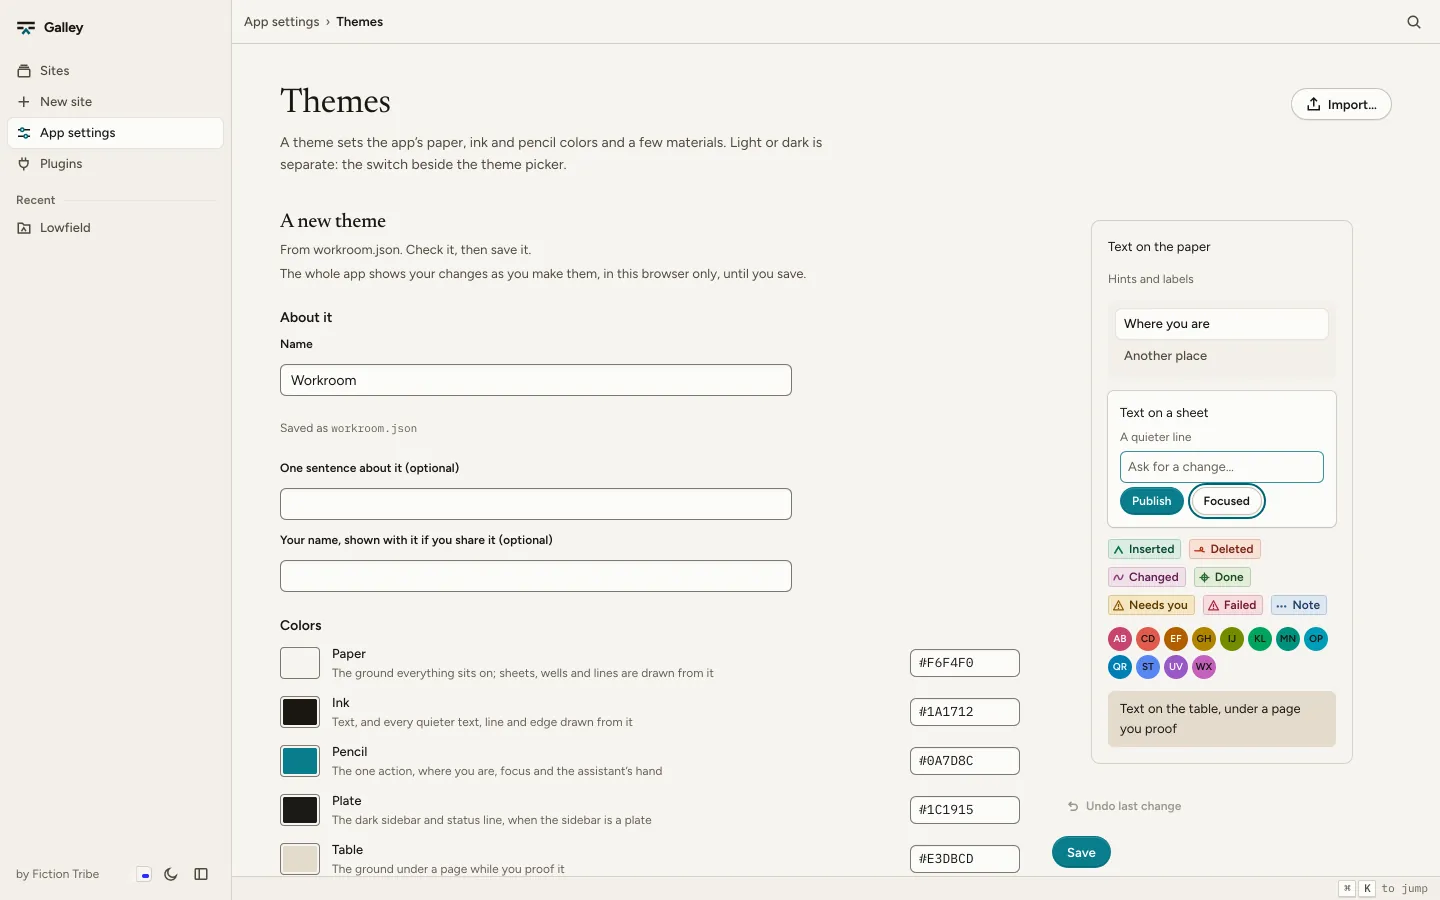 Galley
Sites
New site
App settings
Plugins
Recent
Lowfield
by Fiction Tribe
App settings › Themes
Themes
Import…
A theme sets the app’s paper, ink and pencil colors and a few materials. Light or dark is
separate: the switch beside the theme picker.
A new theme
From workroom.json. Check it, then save it.
The whole app shows your changes as you make them, in this browser only, until you save.
About it
Name
Workroom
Saved as workroom.json
One sentence about it (optional)
Your name, shown with it if you share it (optional)
Colors
Paper
The ground everything sits on; sheets, wells and lines are drawn from it
#F6F4F0
Ink
Text, and every quieter text, line and edge drawn from it
#1A1712
Pencil
The one action, where you are, focus and the assistant’s hand
#0A7D8C
Plate
The dark sidebar and status line, when the sidebar is a plate
#1C1915
Table
The ground under a page while you proof it
#E3DBCD
Text on the paper
Hints and labels
Where you are
Another place
Text on a sheet
A quieter line
Ask for a change…
Publish Focused
Inserted Deleted
Changed Done
Needs you Failed Note
AB CD EF GH IJ KL MN OP
QR ST UV WX
Text on the table, under a page
you proof
Undo last change
Save
⌘ K to jump